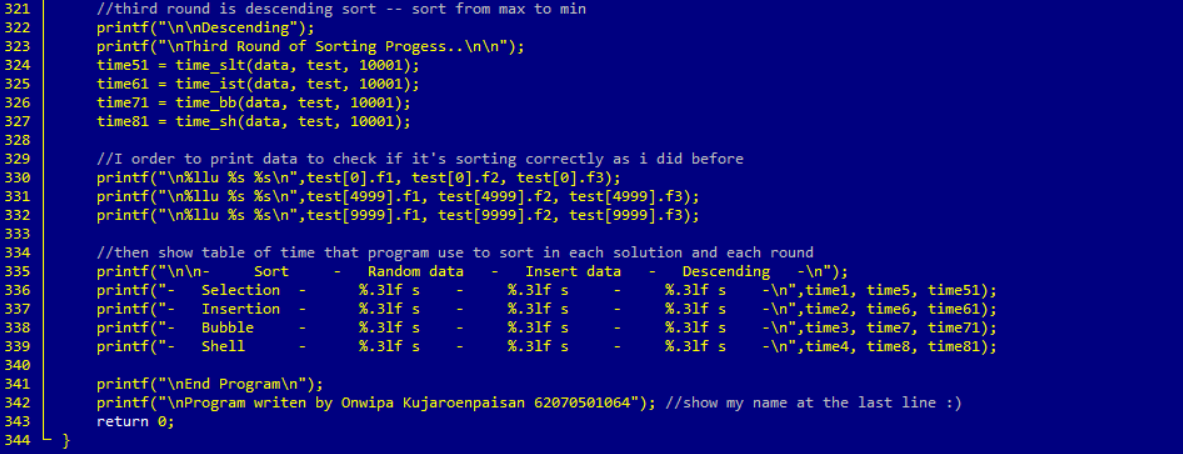 321 //third round is descending sort -- sort from max to min
322 printf("\n\nDescending");
323 printf("\nThird Round of Sorting Progess..\n\n");
324 time51 = time_slt(data, test, 10001);
325 time61 = time_ist(data, test, 10001);
326 time71 = time_bb(data, test, 10001);
327 time81 = time_sh(data, test, 10001);
328
329 //I order to print data to check if it's sorting correctly as i did before
330 printf("\n%llu %s %s\n",test[0].f1, test[0].f2, test[0].f3);
331 printf("\n%llu %s %s\n",test[4999].f1, test[4999].f2, test[4999].f3);
332 printf("\n%llu %s %s\n",test[9999].f1, test[9999].f2, test[9999].f3);
333
334 //then show table of time that program use to sort in each solution and each round
335 printf("\n\n-     Sort     -   Random data   -   Insert data   -   Descending   -\n");
336 printf("-   Selection  -      %.3lf s    -     %.3lf s     -     %.3lf s    -\n",time1, time5, time51);
337 printf("-   Insertion  -      %.3lf s    -     %.3lf s     -     %.3lf s    -\n",time2, time6, time61);
338 printf("-   Bubble     -      %.3lf s    -     %.3lf s     -     %.3lf s    -\n",time3, time7, time71);
339 printf("-   Shell      -      %.3lf s    -     %.3lf s     -     %.3lf s    -\n",time4, time8, time81);
340
341 printf("\nEnd Program\n");
342 printf("\nProgram writen by Onwipa Kujaroenpaisan 62070501064"); //show my name at the last line :)
343 return 0;
344 }